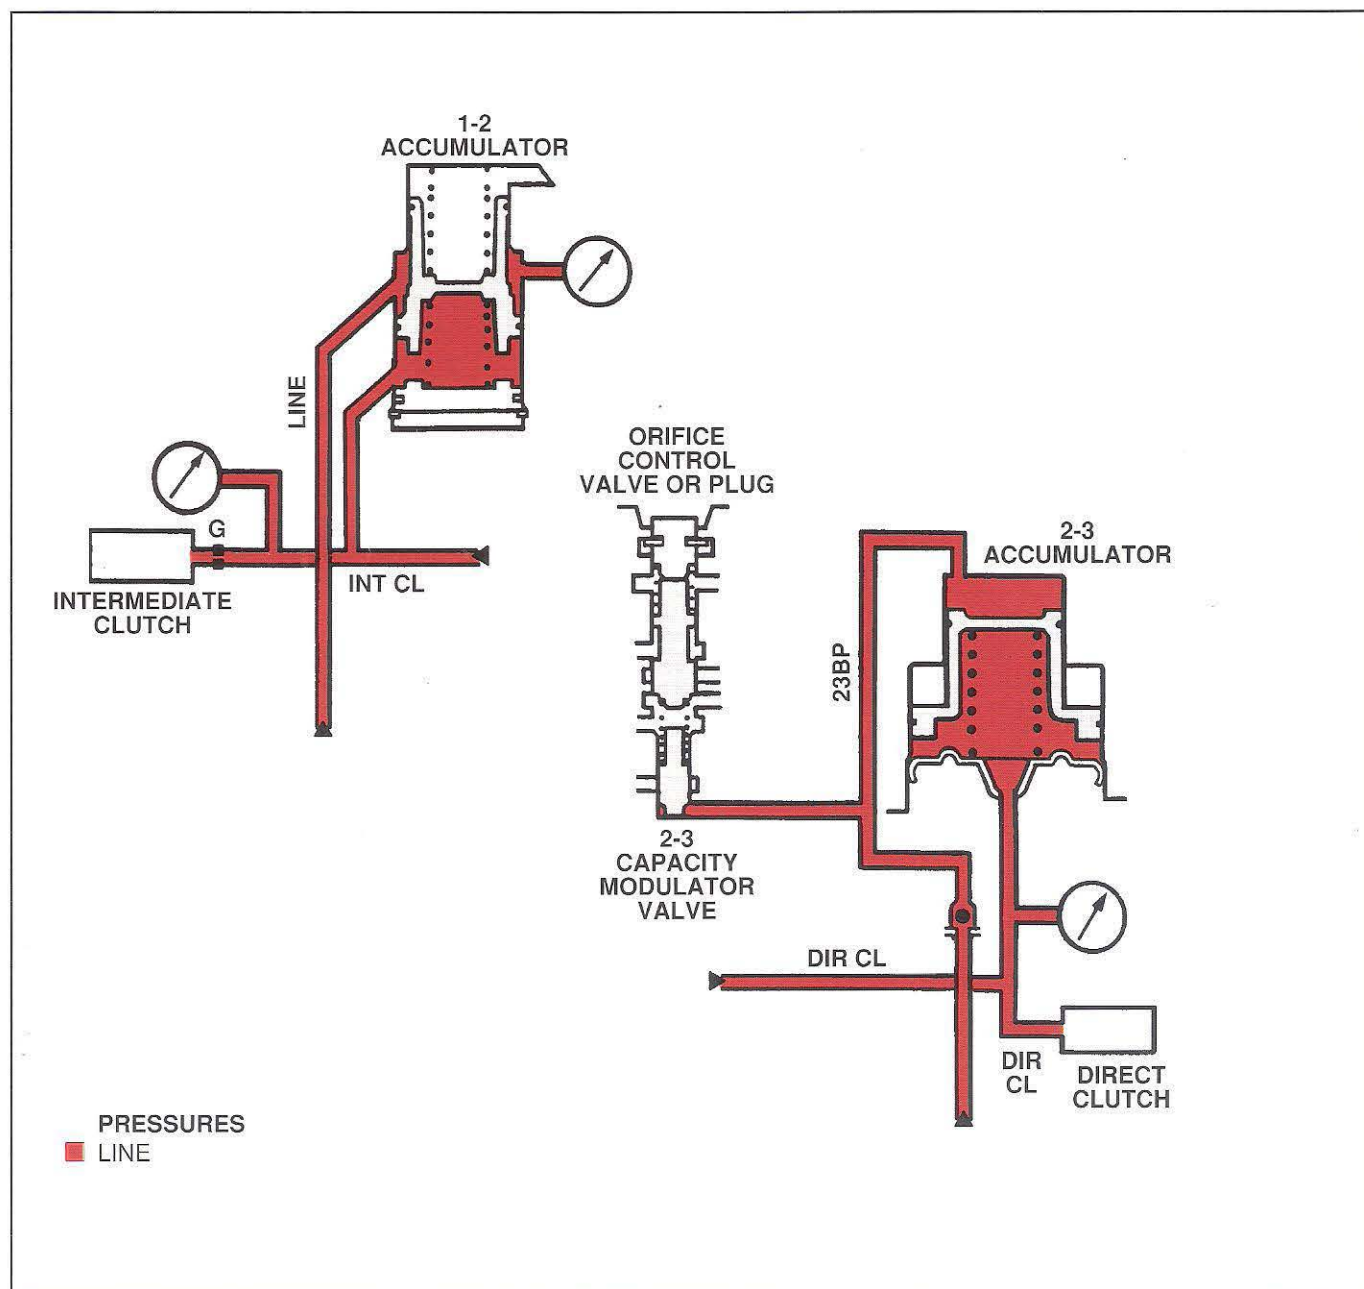 1-2
ACCUMULATOR
LINE
G
INT CL
INTERMEDIATE
CLUTCH
ORIFICE
CONTROL
VALVE OR PLUG
2-3
ACCUMULATOR
23BP
2-3
CAPACITY
MODULATOR
VALVE
DIR CL
DIR
CL
DIRECT
CLUTCH
PRESSURES
LINE